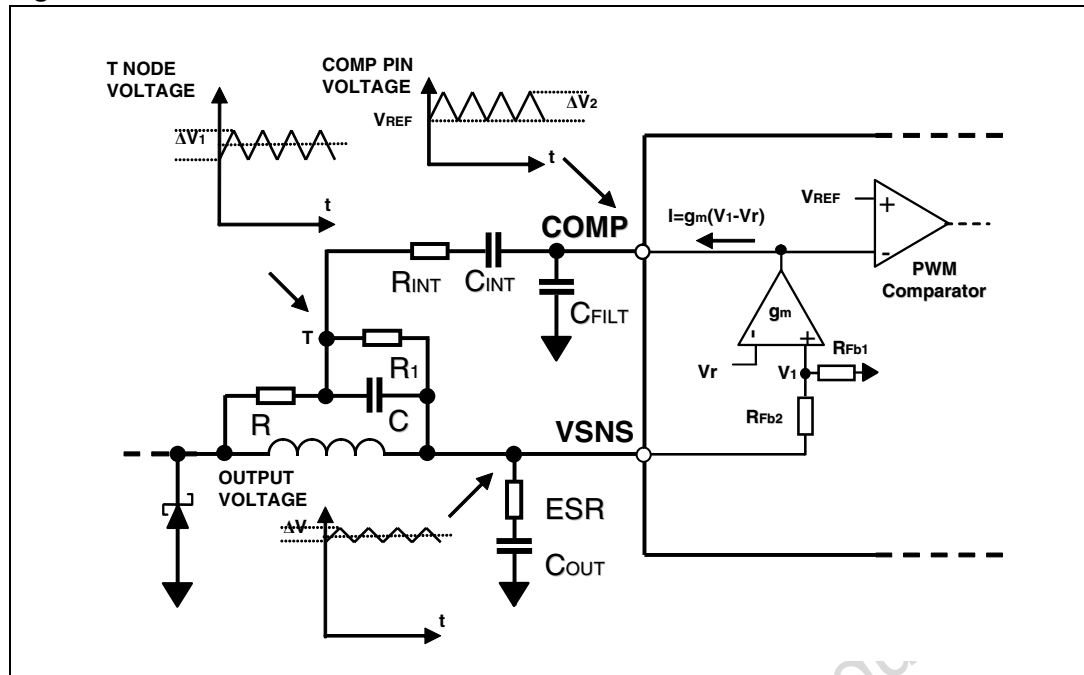 T NODE
VOLTAGE
ΔV1
t
COMP PIN
VOLTAGE
VREF
ΔV2
t
COMP
I=gm(V1-Vr)
VREF
+
-
PWM
Comparator
gm
-
+
Vr
V1
RFb1
RFb2
RINT
CINT
CFILT
T
R1
R
C
VSNS
OUTPUT
VOLTAGE
ΔV
t
ESR
COUT